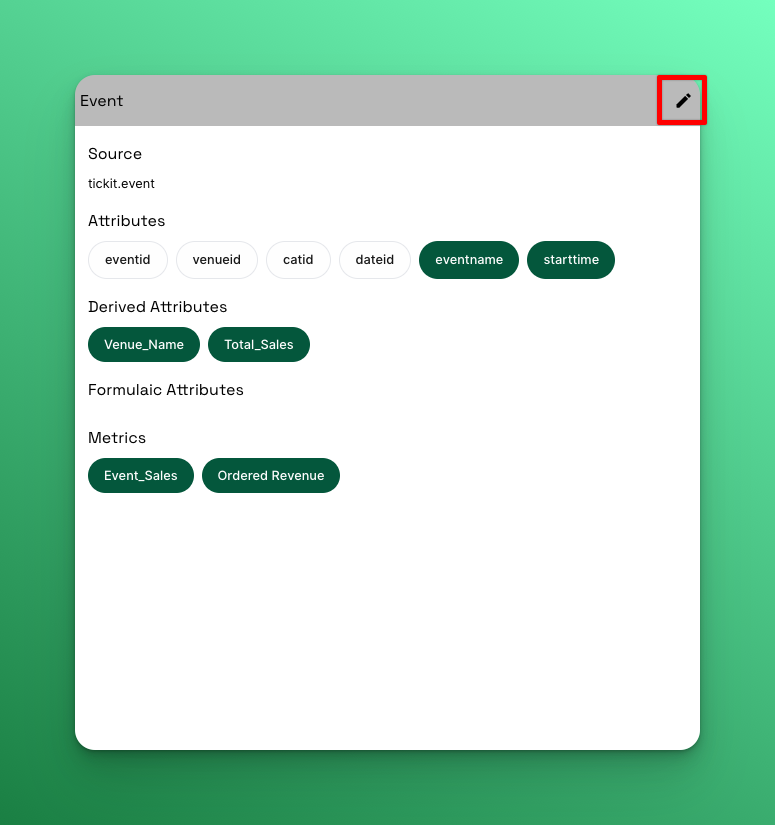 Event
Source
tickit.event
Attributes
eventid venueid catid dateid eventname starttime
Derived Attributes
Venue_Name Total_Sales
Formulaic Attributes
Metrics
Event_Sales Ordered Revenue